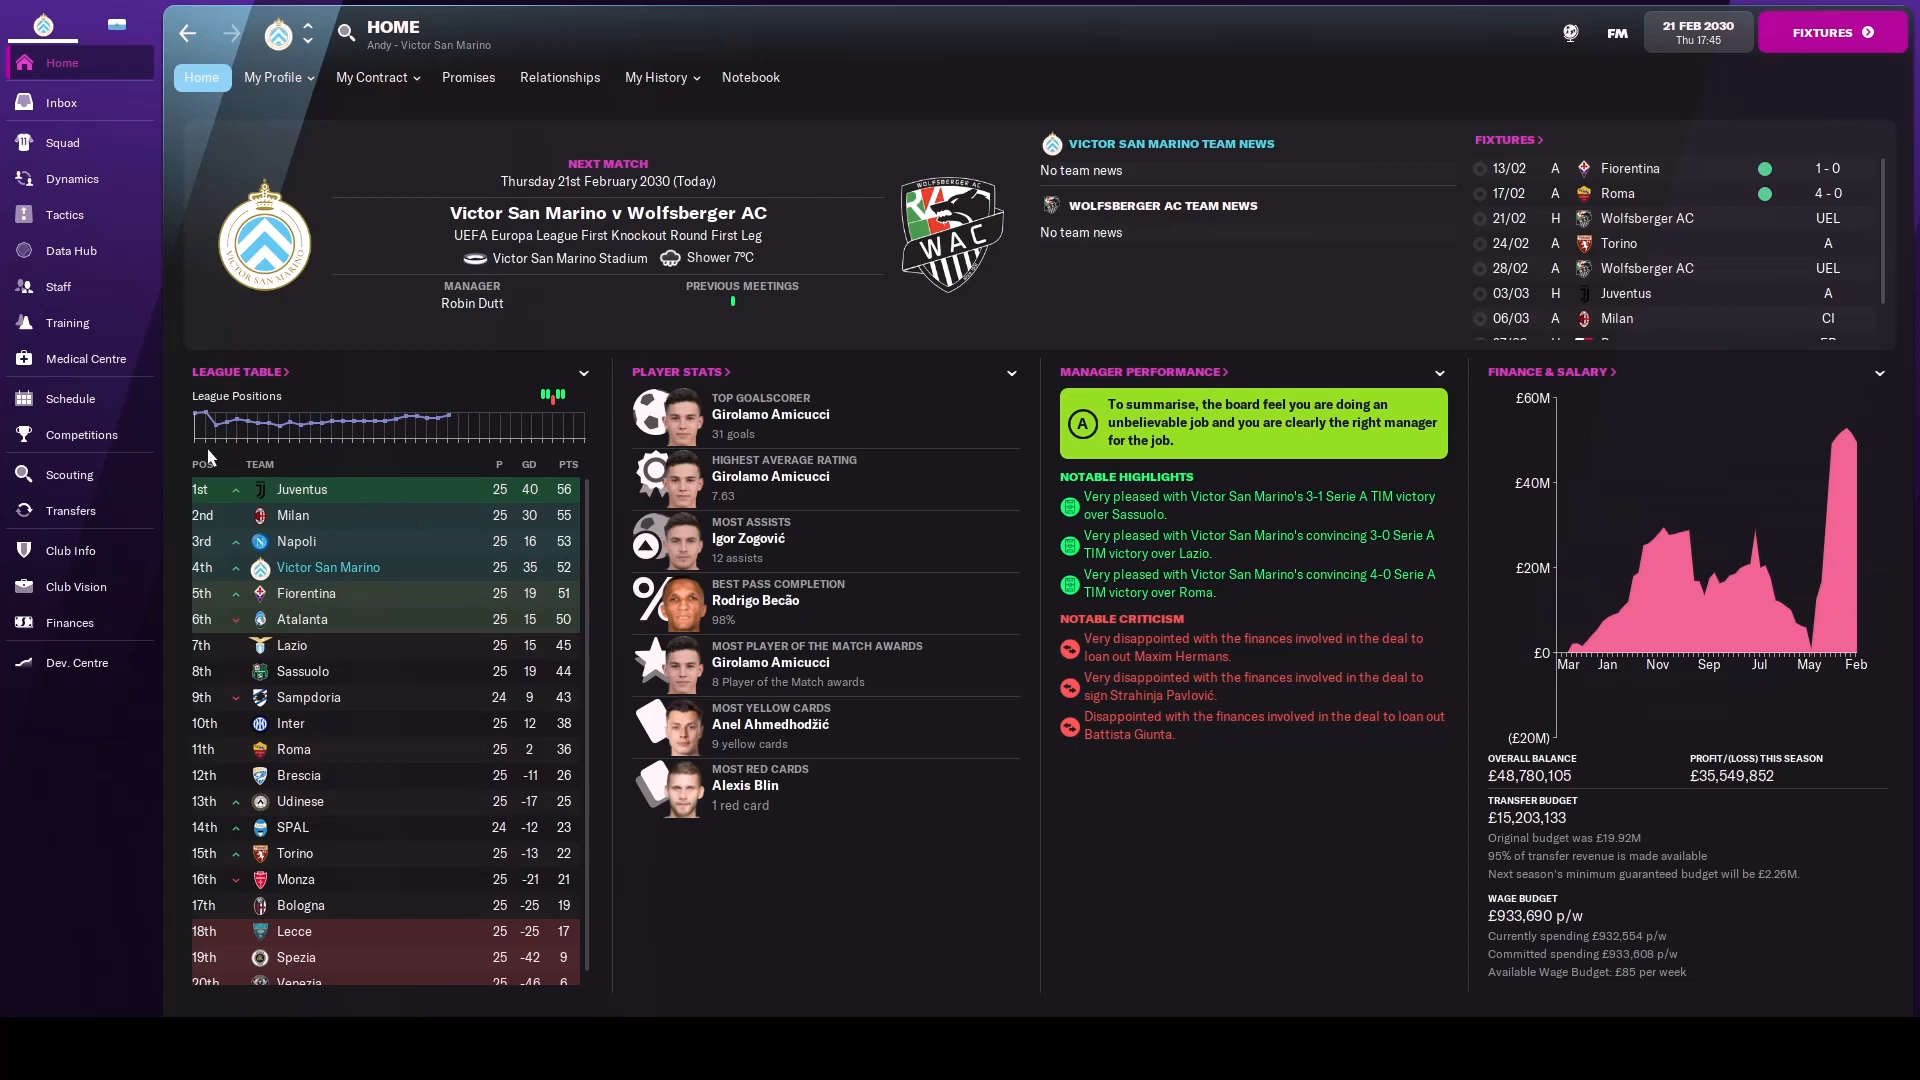 HOME
Andy - Victor San Marino
FM
21 FEB 2030
Thu 17:45
FIXTURES
Home
Inbox
Squad
Dynamics
Tactics
Data Hub
Staff
Training
Medical Centre
Schedule
Competitions
Scouting
Transfers
Club Info
Club Vision
Finances
Dev. Centre
Home My Profile My Contract Promises Relationships My History Notebook
NEXT MATCH
Thursday 21st February 2030 (Today)
Victor San Marino v Wolfsberger AC
UEFA Europa League First Knockout Round First Leg
Victor San Marino Stadium Shower 7ºC
MANAGER
Robin Dutt
PREVIOUS MEETINGS
VICTOR SAN MARINO
WOLFSBERGER AC
WAC
VICTOR SAN MARINO TEAM NEWS
No team news
WOLFSBERGER AC TEAM NEWS
No team news
FIXTURES
13/02 A Fiorentina 1 - 0
17/02 A Roma 4 - 0
21/02 H Wolfsberger AC UEL
24/02 A Torino A
28/02 A Wolfsberger AC UEL
03/03 H Juventus A
06/03 A Milan CI
LEAGUE TABLE
League Positions
POS TEAM P GD PTS
1st Juventus 25 40 56
2nd Milan 25 30 55
3rd Napoli 25 16 53
4th Victor San Marino 25 35 52
5th Fiorentina 25 19 51
6th Atalanta 25 15 50
7th Lazio 25 15 45
8th Sassuolo 25 19 44
9th Sampdoria 24 9 43
10th Inter 25 12 38
11th Roma 25 2 36
12th Brescia 25 -11 26
13th Udinese 25 -17 25
14th SPAL 24 -12 23
15th Torino 25 -13 22
16th Monza 25 -21 21
17th Bologna 25 -25 19
18th Lecce 25 -25 17
19th Spezia 25 -42 9
20th Venezia 25 -46 6
PLAYER STATS
TOP GOALSCORER
Girolamo Amicucci
31 goals
HIGHEST AVERAGE RATING
Girolamo Amicucci
7.63
MOST ASSISTS
Igor Zogović
12 assists
BEST PASS COMPLETION
Rodrigo Becão
98%
MOST PLAYER OF THE MATCH AWARDS
Girolamo Amicucci
8 Player of the Match awards
MOST YELLOW CARDS
Anel Ahmedhodžić
9 yellow cards
MOST RED CARDS
Alexis Blin
1 red card
MANAGER PERFORMANCE
A
To summarise, the board feel you are doing an
unbelievable job and you are clearly the right manager
for the job.
NOTABLE HIGHLIGHTS
Very pleased with Victor San Marino's 3-1 Serie A TIM victory
over Sassuolo.
Very pleased with Victor San Marino's convincing 3-0 Serie A
TIM victory over Lazio.
Very pleased with Victor San Marino's convincing 4-0 Serie A
TIM victory over Roma.
NOTABLE CRITICISM
Very disappointed with the finances involved in the deal to
loan out Maxim Hermans.
Very disappointed with the finances involved in the deal to
sign Strahinja Pavlović.
Disappointed with the finances involved in the deal to loan out
Battista Giunta.
FINANCE & SALARY
£60M
£40M
£20M
£0
(£20M)
Mar Jan Nov Sep Jul May Feb
OVERALL BALANCE
£48,780,105
PROFIT/(LOSS) THIS SEASON
£35,549,852
TRANSFER BUDGET
£15,203,133
Original budget was £19.92M
95% of transfer revenue is made available
Next season's minimum guaranteed budget will be £2.26M.
WAGE BUDGET
£933,690 p/w
Currently spending £932,554 p/w
Committed spending £933,608 p/w
Available Wage Budget: £85 per week